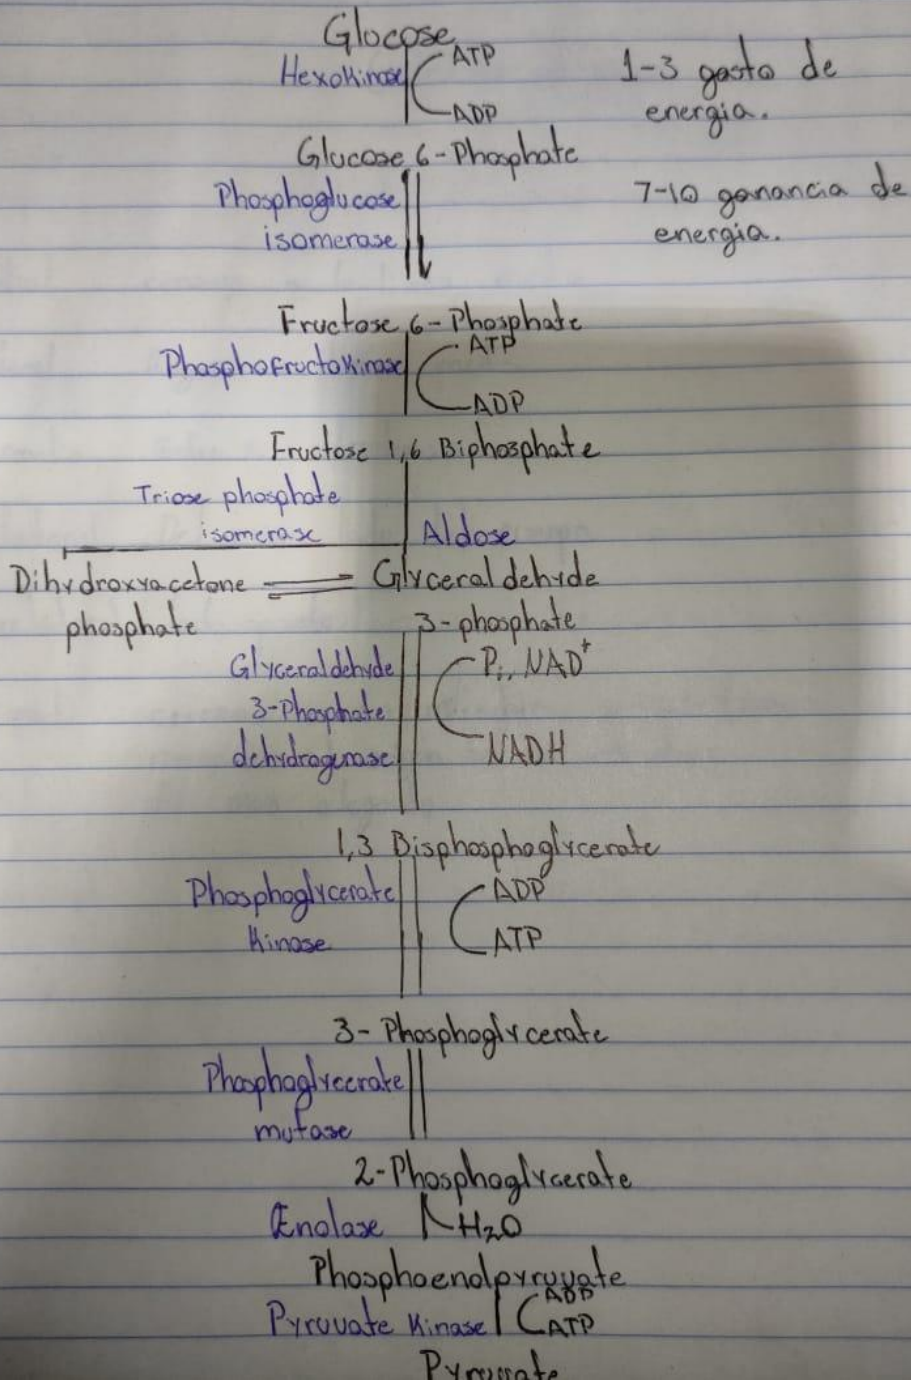 Glocose
Hexokinase
ATP
ADP
1-3 gasto de
energia.
Glucose 6-Phosphate
Phosphoglucose
isomerase
7-10 ganancia de
energia.
Fructose 6-Phosphate
Phosphofructokinase
ATP
ADP
Fructose 1,6 Biphosphate
Triose phosphate
isomerase
Aldose
Dihydroxyacetone
phosphate
Glyceraldehyde
3-phosphate
Glyceraldehyde
3-Phosphate
dehydrogenase
Pi, NAD+
NADH
1,3 Bisphosphoglycerate
Phosphoglycerate
Kinase
ADP
ATP
3-Phosphoglycerate
Phosphoglycerate
mutase
2-Phosphoglycerate
Enolase
H2O
Phosphoenolpyruvate
Pyruvate Kinase
ADP
ATP
Pyruvate